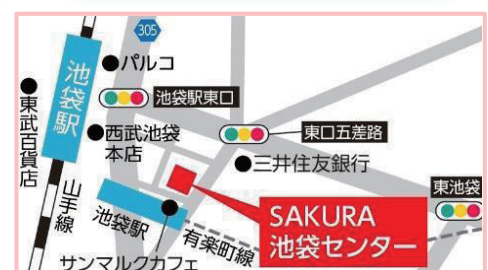 305
パルコ
池袋駅
池袋駅東口
東武百貨店
西武池袋
本店
東口五差路
三井住友銀行
東池袋
山手線
池袋駅
有楽町線
SAKURA
池袋センター
サンマルクカフェ